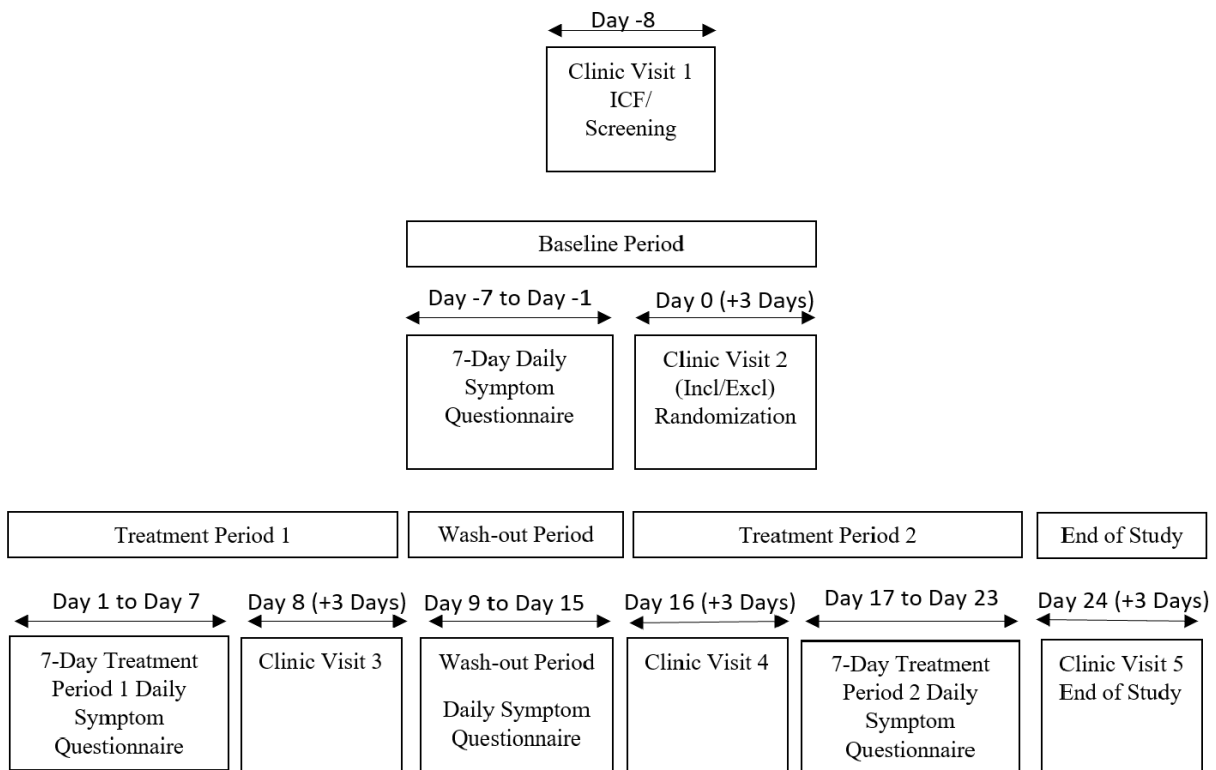 Day -8
Clinic Visit 1
ICF/
Screening
Baseline Period
Day -7 to Day -1
Day 0 (+3 Days)
7-Day Daily
Symptom
Questionnaire
Clinic Visit 2
(Incl/Excl)
Randomization
Treatment Period 1
Wash-out Period
Treatment Period 2
End of Study
Day 1 to Day 7
Day 8 (+3 Days)
Day 9 to Day 15
Day 16 (+3 Days)
Day 17 to Day 23
Day 24 (+3 Days)
7-Day Treatment
Period 1 Daily
Symptom
Questionnaire
Clinic Visit 3
Wash-out Period
Daily Symptom
Questionnaire
Clinic Visit 4
7-Day Treatment
Period 2 Daily
Symptom
Questionnaire
Clinic Visit 5
End of Study